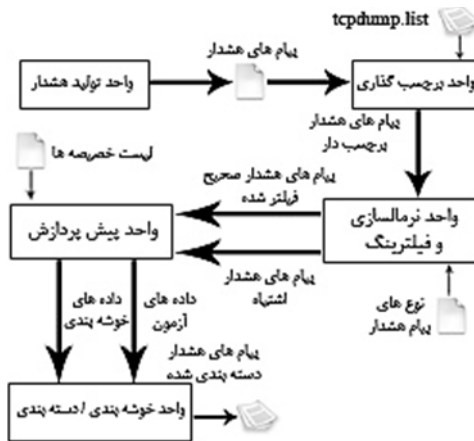 tcpdump.list
پیام های هشدار
واحد تولید هشدار
واحد برچسب گذاری
پیام های هشدار
برچسب دار
لیست خصیصه ها
پیام های هشدار صحیح
فیلتر شده
واحد پیش پردازش
واحد نرمالسازی
و فیلترینگ
پیام های هشدار
اشتباه
داده های
خوشه بندی
داده های
آزمون
نوع های
پیام هشدار
پیام های هشدار
دسته بندی شده
واحد خوشه بندی / دسته بندی